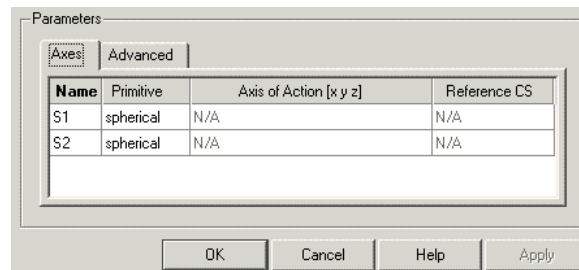 Parameters
Axes Advanced
Name Primitive Axis of Action [x y z] Reference CS
S1 spherical N/A N/A
S2 spherical N/A N/A
OK Cancel Help Apply